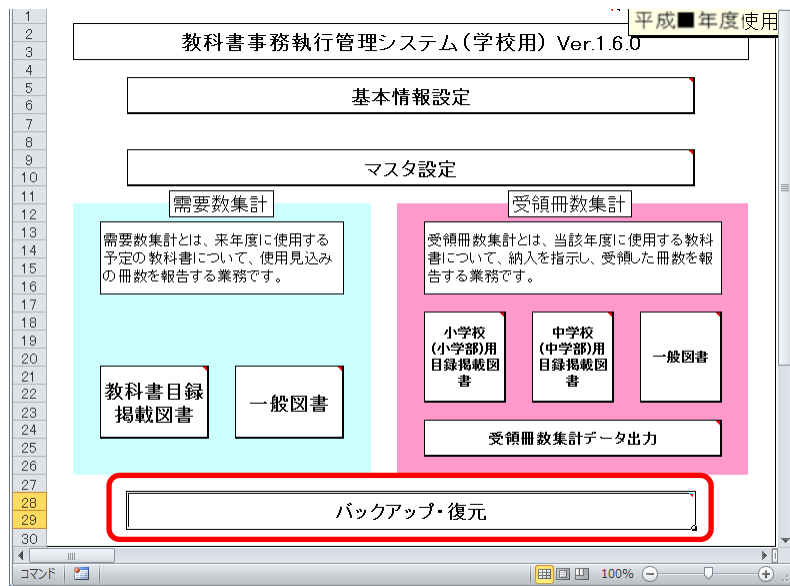 平成■年度使用
教科書事務執行管理システム(学校用) Ver.1.6.0
基本情報設定
マスタ設定
需要数集計
需要数集計とは、来年度に使用する
予定の教科書について、使用見込み
の冊数を報告する業務です。
教科書目録
掲載図書
一般図書
受領冊数集計
受領冊数集計とは、当該年度に使用する教科
書について、納入を指示し、受領した冊数を報
告する業務です。
小学校
(小学部)用
目録掲載図
書
中学校
(中学部)用
目録掲載図
書
一般図書
受領冊数集計データ出力
バックアップ・復元
1
2
3
4
5
6
7
8
9
10
11
12
13
14
15
16
17
18
19
20
21
22
23
24
25
26
27
28
29
30
コマンド
100%